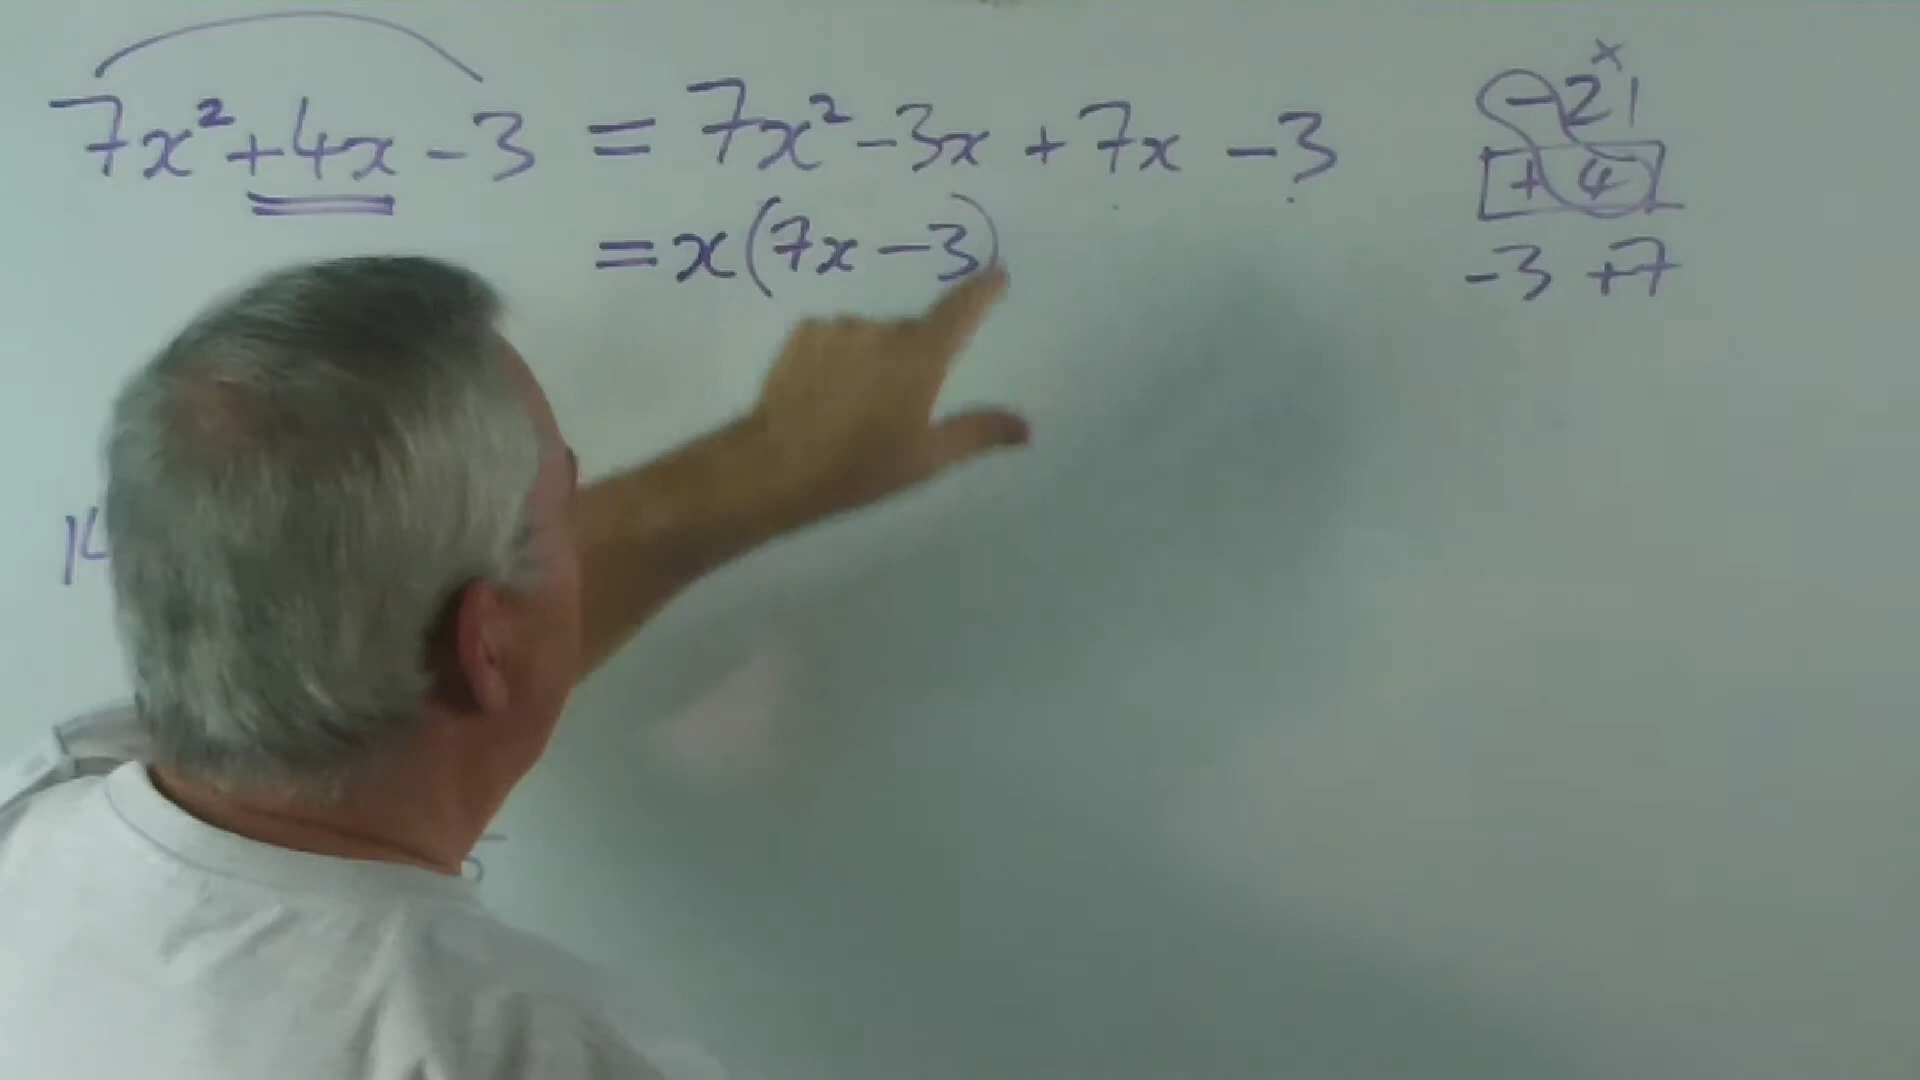 7x² +4x - 3 = 7x² - 3x + 7x - 3
= x(7x - 3)
x
-21
+4
-3 +7